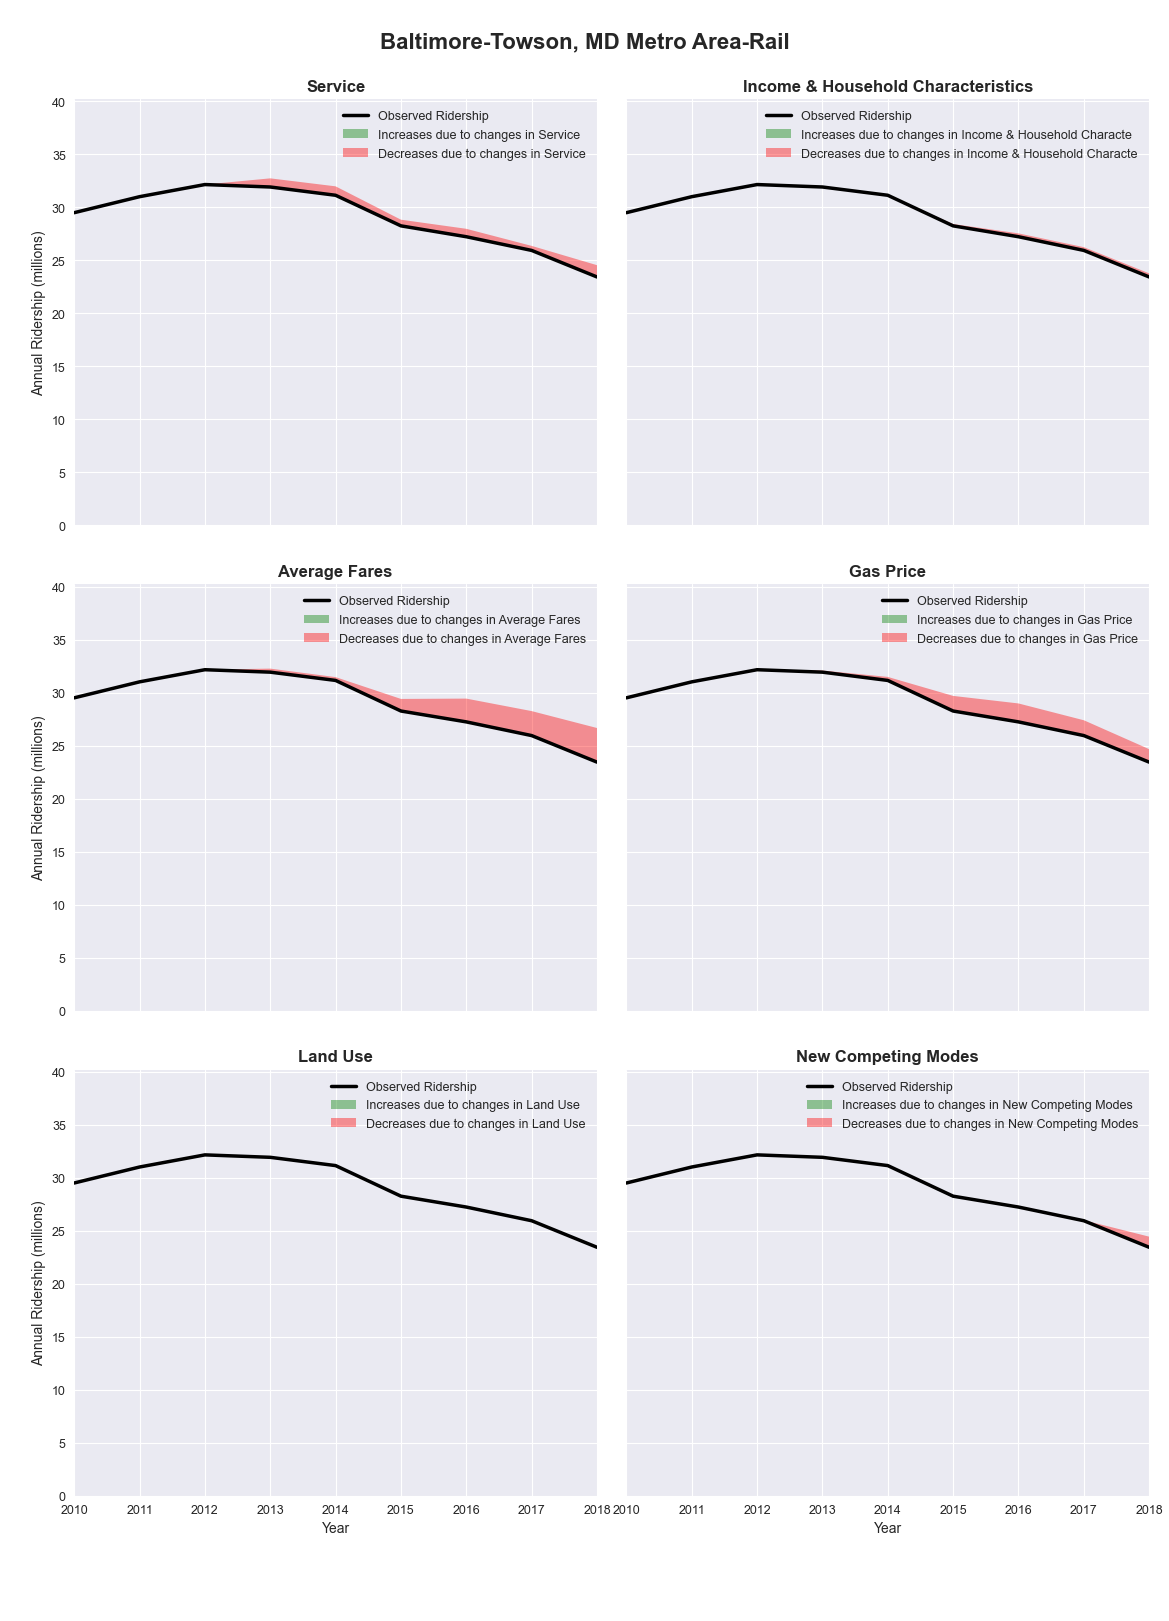 Baltimore-Towson, MD Metro Area-Rail
Service
Observed Ridership
Increases due to changes in Service
Decreases due to changes in Service
40
35
30
25
20
15
10
5
0
Annual Ridership (millions)
Income & Household Characteristics
Observed Ridership
Increases due to changes in Income & Household Characte
Decreases due to changes in Income & Household Characte
Average Fares
Observed Ridership
Increases due to changes in Average Fares
Decreases due to changes in Average Fares
40
35
30
25
20
15
10
5
0
Annual Ridership (millions)
Gas Price
Observed Ridership
Increases due to changes in Gas Price
Decreases due to changes in Gas Price
Land Use
Observed Ridership
Increases due to changes in Land Use
Decreases due to changes in Land Use
40
35
30
25
20
15
10
5
0
Annual Ridership (millions)
2010 2011 2012 2013 2014 2015 2016 2017 2018
Year
New Competing Modes
Observed Ridership
Increases due to changes in New Competing Modes
Decreases due to changes in New Competing Modes
2010 2011 2012 2013 2014 2015 2016 2017 2018
Year